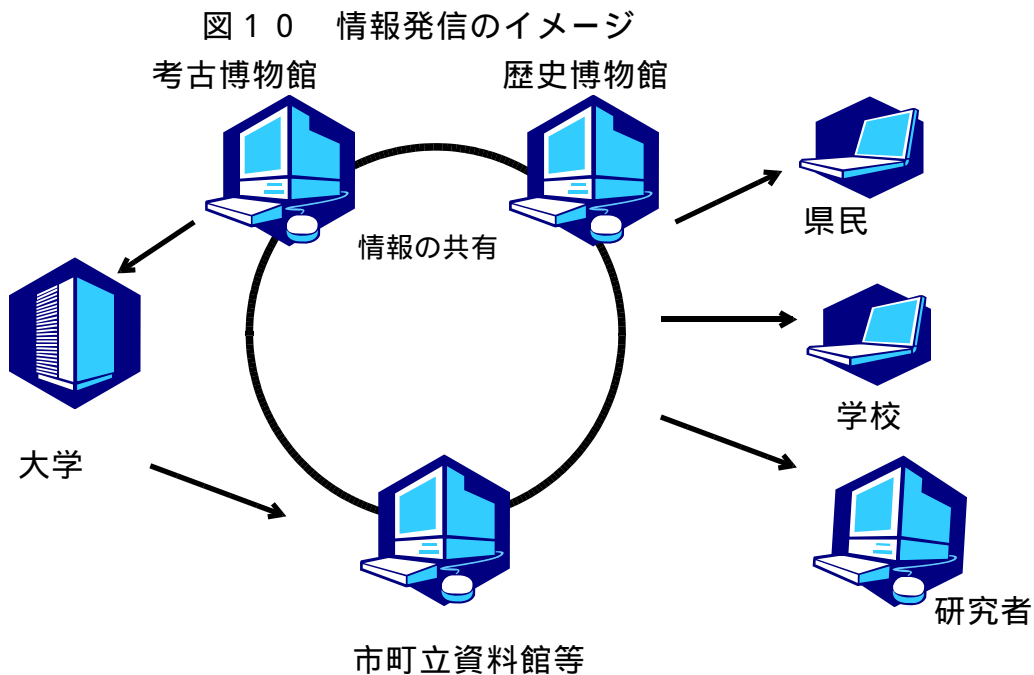 図１０　情報発信のイメージ
考古博物館
歴史博物館
県民
情報の共有
学校
大学
研究者
市町立資料館等